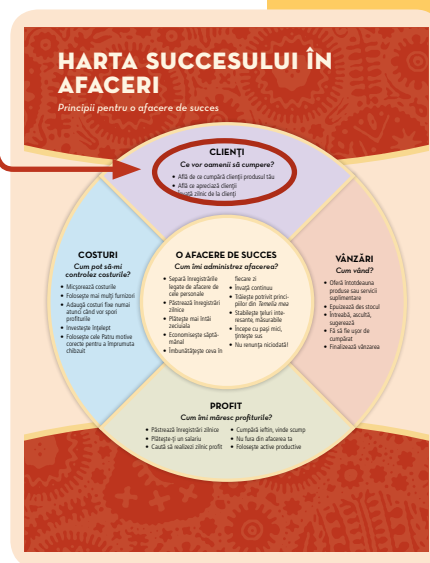 HARTA SUCCESULUI ÎN
AFACERI
Principii pentru o afacere de succes
CLIENȚI
Ce vor oamenii să cumpere?
• Află de ce cumpără clienții produsul tău
• Află ce apreciază clienții
• Învață zilnic de la clienți
COSTURI
Cum pot să-mi
controlez costurile?
• Micșorează costurile
• Folosește mai mulți furnizori
• Adaugă costuri fixe numai
atunci când vor spori
profiturile
• Investește înțelept
• Folosește cele Patru motive
corecte pentru a împrumuta
chibzuit
O AFACERE DE SUCCES
Cum îmi administrez afacerea?
• Separă înregistrările
legate de afacere de
cele personale
• Păstrează înregistrări
zilnice
• Plătește mai întâi
zeciuiala
• Economisește săptă-
mânal
• Îmbunătățește ceva în
fiecare zi
• Învață continuu
• Trăiește potrivit princi-
piilor din Temelia mea
• Stabilește țeluri inte-
resante, măsurabile
• Începe cu pași mici,
țintește sus
• Nu renunța niciodată!
VÂNZĂRI
Cum vând?
• Oferă întotdeauna
produse sau servicii
suplimentare
• Epuizează des stocul
• Întreabă, ascultă,
sugerează
• Fă să fie ușor de
cumpărat
• Finalizează vânzarea
PROFIT
Cum îmi măresc profiturile?
• Păstrează înregistrări zilnice
• Plătește-ți un salariu
• Caută să realizezi zilnic profit
• Cumpără ieftin, vinde scump
• Nu fura din afacerea ta
• Folosește active productive